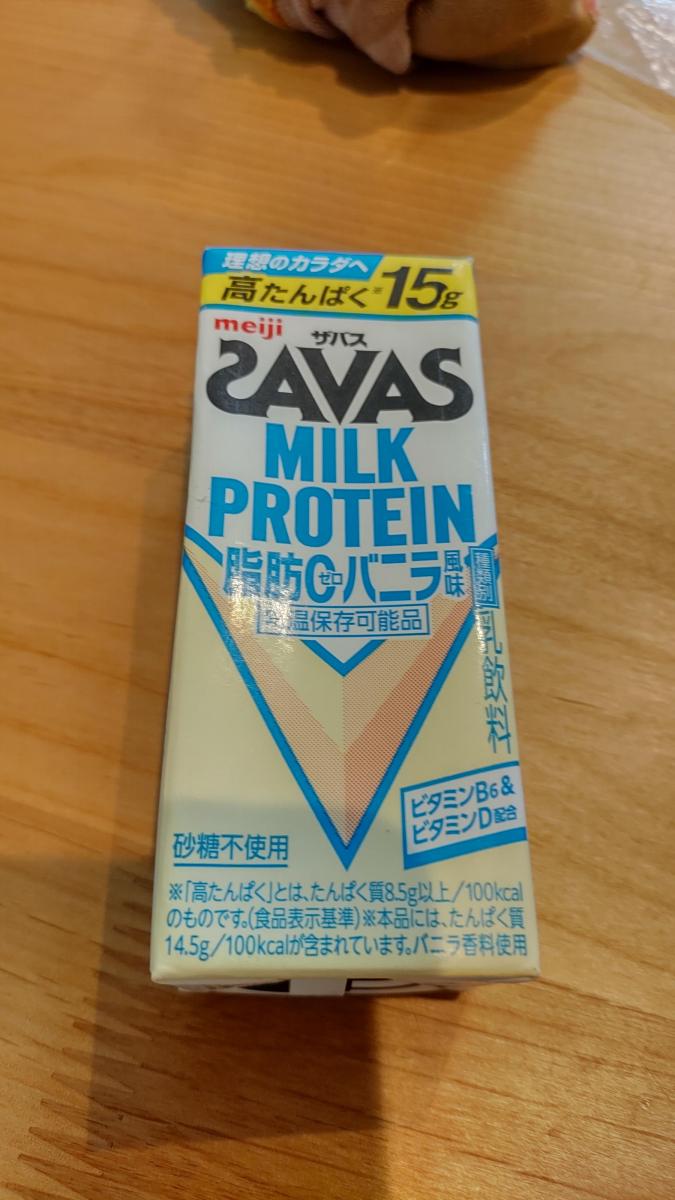 理想のカラダへ
高たんぱく※15g
meiji
ザバス
SAVAS
MILK
PROTEIN
脂肪0ゼロバニラ風味
常温保存可能品
種類別
乳飲料
ビタミンB6&
ビタミンD配合
砂糖不使用
※「高たんぱく」とは、たんぱく質8.5g以上/100kcal
のものです。(食品表示基準)※本品には、たんぱく質
14.5g/100kcalが含まれています。バニラ香料使用